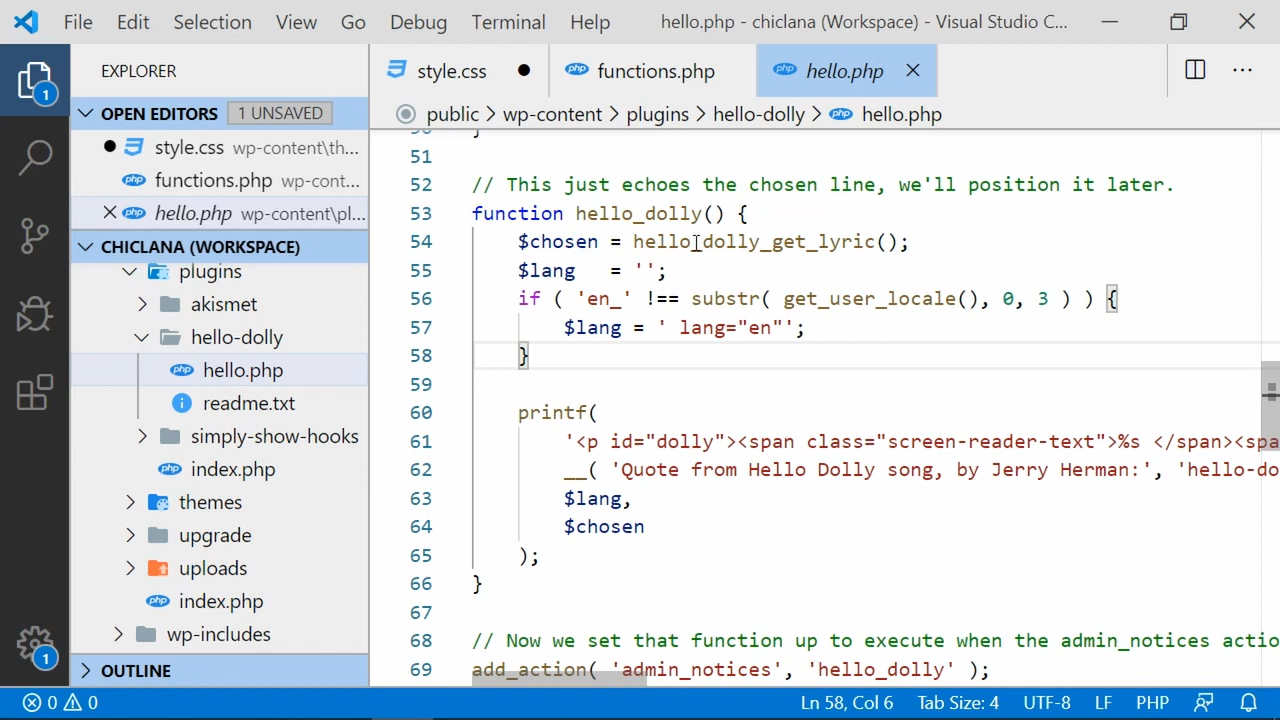 File Edit Selection View Go Debug Terminal Help hello.php - chiclana (Workspace) - Visual Studio C...
EXPLORER
OPEN EDITORS 1 UNSAVED
style.css wp-content\th...
functions.php wp-cont...
hello.php wp-content\pl...
CHICLANA (WORKSPACE)
plugins
akismet
hello-dolly
hello.php
readme.txt
simply-show-hooks
index.php
themes
upgrade
uploads
index.php
wp-includes
OUTLINE
1
1
style.css functions.php hello.php
public > wp-content > plugins > hello-dolly > hello.php
51
52 // This just echoes the chosen line, we'll position it later.
53 function hello_dolly() {
54 $chosen = hello_dolly_get_lyric();
55 $lang   = '';
56 if ( 'en_' !== substr( get_user_locale(), 0, 3 ) ) {
57 $lang = ' lang="en"';
58 }
59
60 printf(
61 '<p id="dolly"><span class="screen-reader-text">%s </span><spa
62 __( 'Quote from Hello Dolly song, by Jerry Herman:', 'hello-do
63 $lang,
64 $chosen
65 );
66 }
67
68 // Now we set that function up to execute when the admin_notices actio
69 add_action( 'admin_notices', 'hello_dolly' );
0 0 Ln 58, Col 6 Tab Size: 4 UTF-8 LF PHP